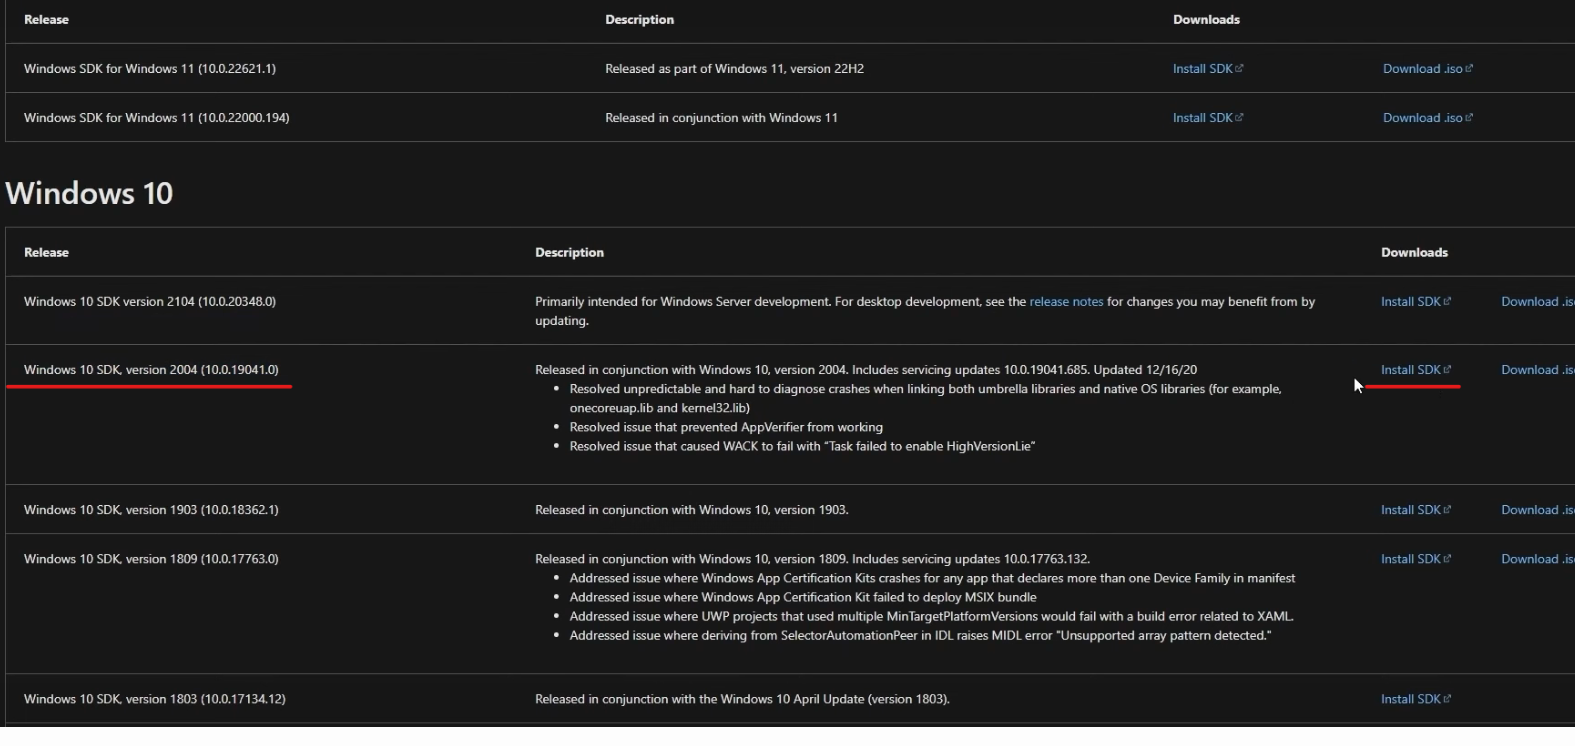 Release Description Downloads
Windows SDK for Windows 11 (10.0.22621.1) Released as part of Windows 11, version 22H2 Install SDK Download .iso
Windows SDK for Windows 11 (10.0.22000.194) Released in conjunction with Windows 11 Install SDK Download .iso
Windows 10
Release Description Downloads
Windows 10 SDK version 2104 (10.0.20348.0) Primarily intended for Windows Server development. For desktop development, see the release notes for changes you may benefit from by Install SDK Download .is
updating.
Windows 10 SDK, version 2004 (10.0.19041.0) Released in conjunction with Windows 10, version 2004. Includes servicing updates 10.0.19041.685. Updated 12/16/20 Install SDK Download .is
• Resolved unpredictable and hard to diagnose crashes when linking both umbrella libraries and native OS libraries (for example,
onecoreuap.lib and kernel32.lib)
• Resolved issue that prevented AppVerifier from working
• Resolved issue that caused WACK to fail with “Task failed to enable HighVersionLie”
Windows 10 SDK, version 1903 (10.0.18362.1) Released in conjunction with Windows 10, version 1903. Install SDK Download .is
Windows 10 SDK, version 1809 (10.0.17763.0) Released in conjunction with Windows 10, version 1809. Includes servicing updates 10.0.17763.132. Install SDK Download .is
• Addressed issue where Windows App Certification Kits crashes for any app that declares more than one Device Family in manifest
• Addressed issue where Windows App Certification Kit failed to deploy MSIX bundle
• Addressed issue where UWP projects that used multiple MinTargetPlatformVersions would fail with a build error related to XAML.
• Addressed issue where deriving from SelectorAutomationPeer in IDL raises MIDL error "Unsupported array pattern detected."
Windows 10 SDK, version 1803 (10.0.17134.12) Released in conjunction with the Windows 10 April Update (version 1803). Install SDK